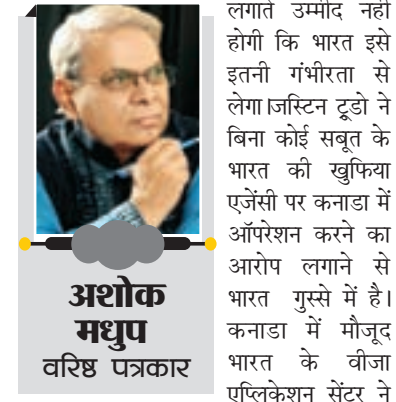 अशोक
मधुप
वरिष्ठ पत्रकार
लगाते उम्मीद नहीं
होगी कि भारत इसे
इतनी गंभीरता से
लेगा।जस्टिन ट्रूडो ने
बिना कोई सबूत के
भारत की खुफिया
एजेंसी पर कनाडा में
ऑपरेशन करने का
आरोप लगाने से
भारत गुस्से में है।
कनाडा में मौजूद
भारत के वीजा
एप्लिकेशन सेंटर ने